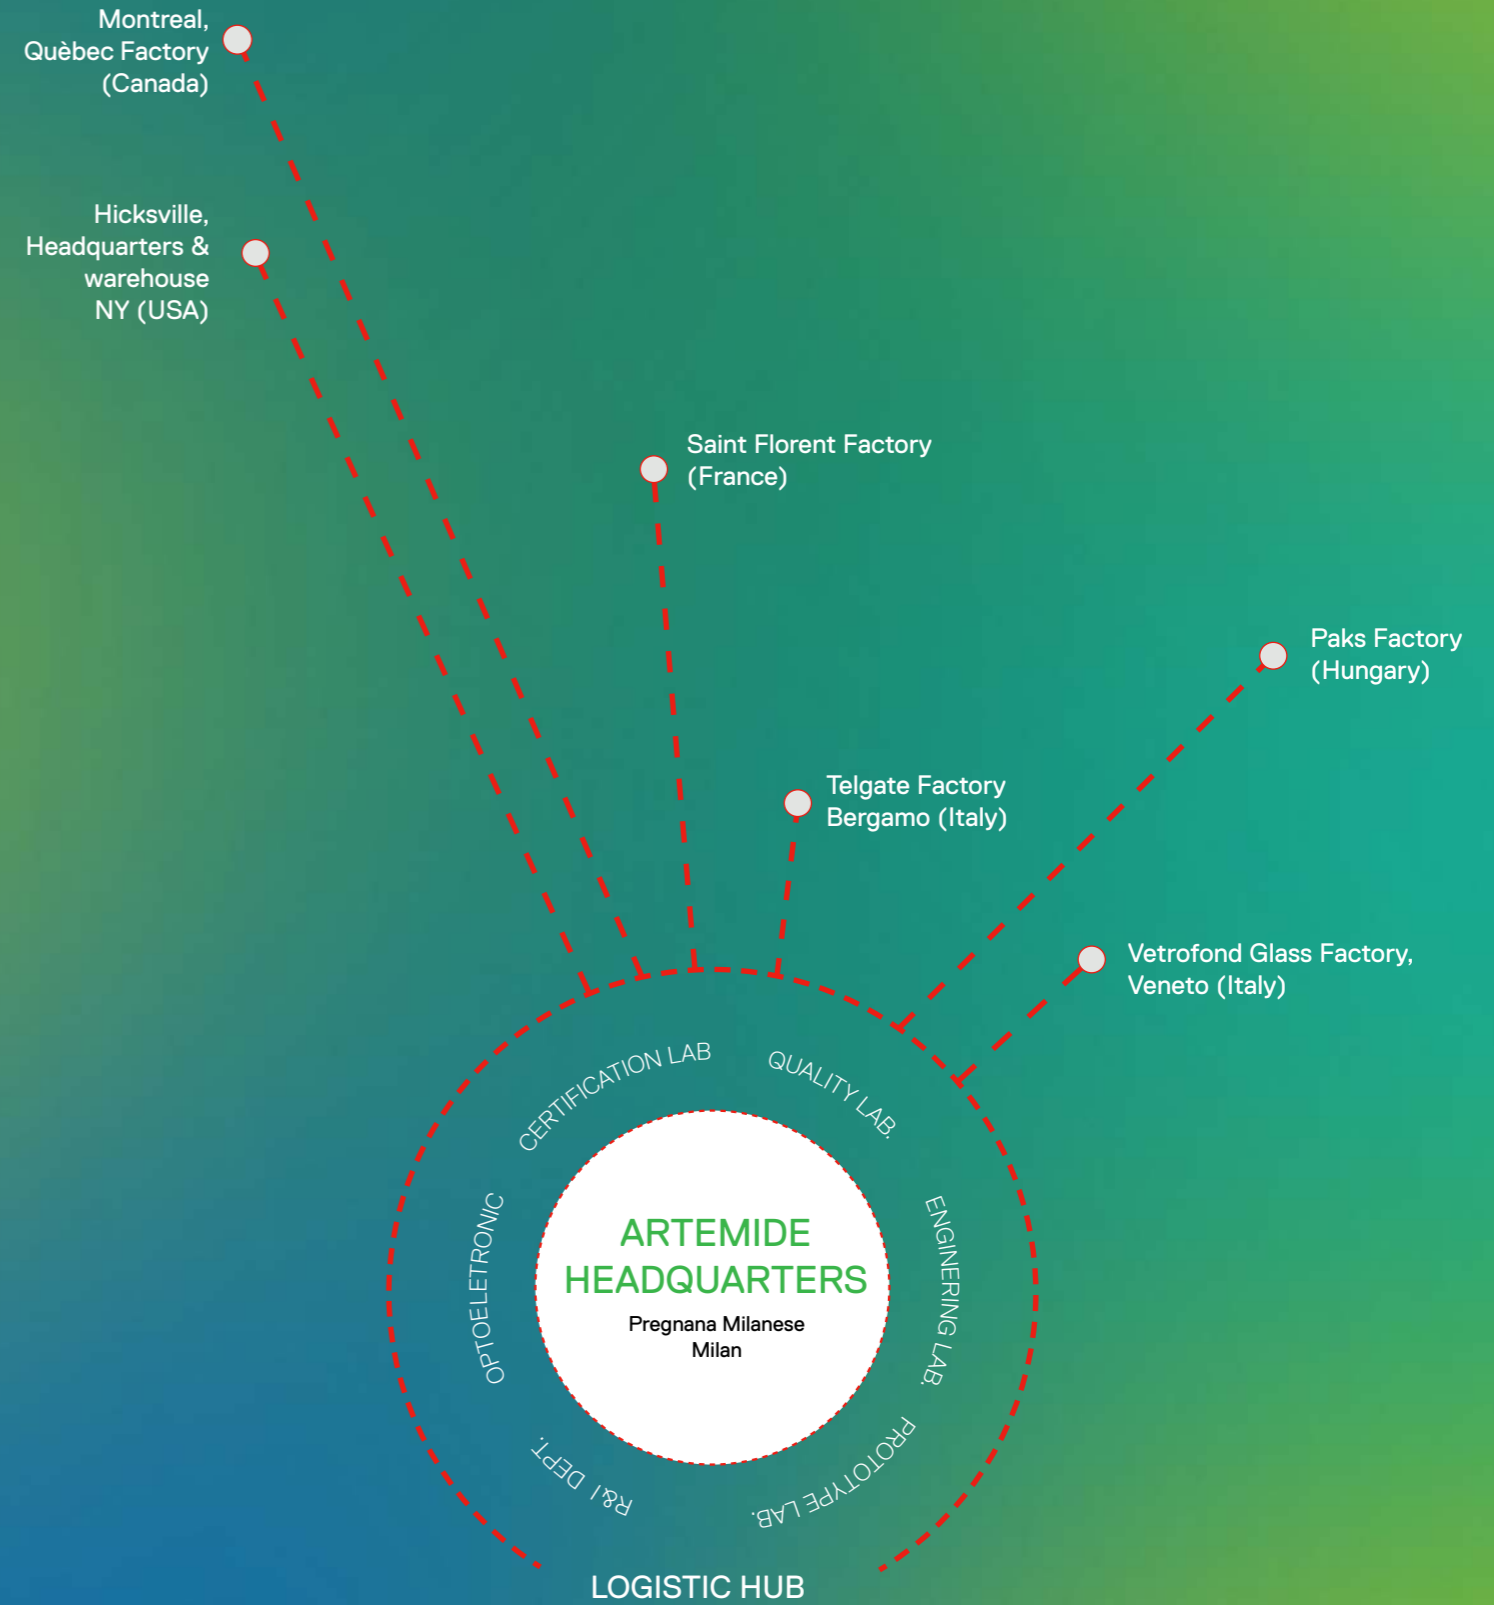 Montreal,
Quèbec Factory
(Canada)
Hicksville,
Headquarters &
warehouse
NY (USA)
Saint Florent Factory
(France)
Paks Factory
(Hungary)
Telgate Factory
Bergamo (Italy)
Vetrofond Glass Factory,
Veneto (Italy)
CERTIFICATION LAB
QUALITY LAB.
OPTOELETRONIC
ENGINERING LAB.
ARTEMIDE
HEADQUARTERS
Pregnana Milanese
Milan
R&I DEPT.
PROTOTYPE LAB.
LOGISTIC HUB